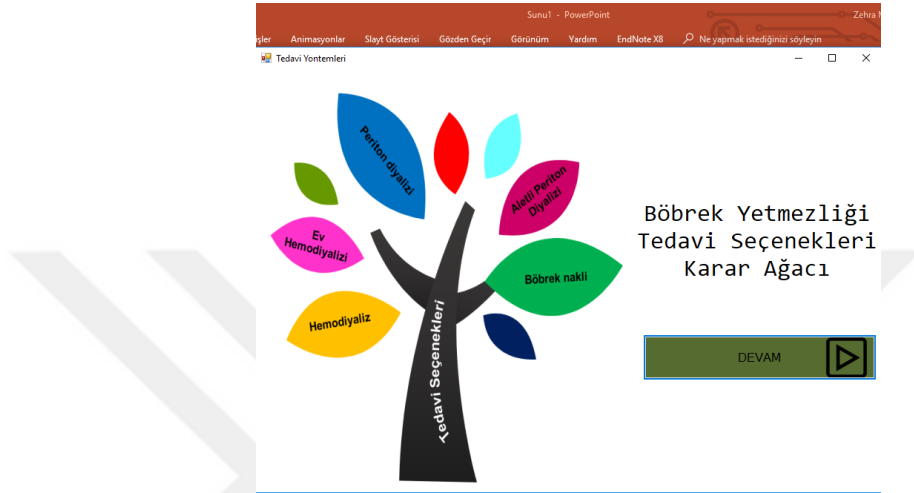 Sunu1 - PowerPoint
Zehra
işler Animasyonlar Slayt Gösterisi Gözden Geçir Görünüm Yardım EndNote X8 Ne yapmak istediğinizi söyleyin
Tedavi Yontemleri
Periton diyalizi
Aletli Periton
Diyalizi
Ev
Hemodiyalizi
Böbrek nakli
Hemodiyaliz
Tedavi Seçenekleri
Böbrek Yetmezliği
Tedavi Seçenekleri
Karar Ağacı
DEVAM